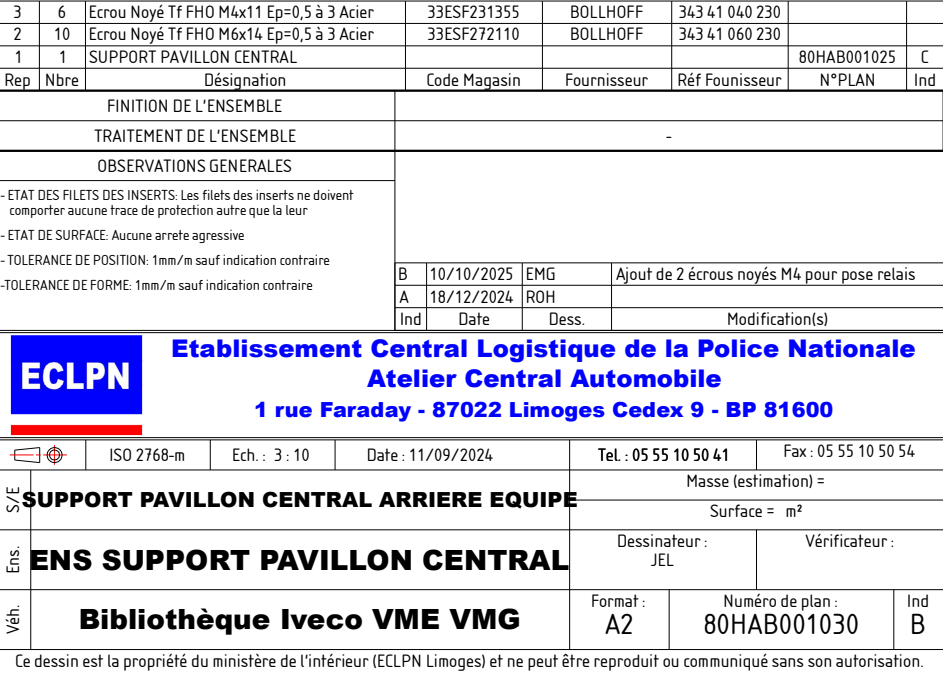 3 6 Ecrou Noyé Tf FHO M4x11 Ep=0,5 à 3 Acier 33ESF231355 BOLLHOFF 343 41 040 230
2 10 Ecrou Noyé Tf FHO M6x14 Ep=0,5 à 3 Acier 33ESF272110 BOLLHOFF 343 41 060 230
1 1 SUPPORT PAVILLON CENTRAL 80HAB001025 C
Rep Nbre Désignation Code Magasin Fournisseur Réf Founisseur N°PLAN Ind
FINITION DE L'ENSEMBLE
TRAITEMENT DE L'ENSEMBLE -
OBSERVATIONS GENERALES
- ETAT DES FILETS DES INSERTS: Les filets des inserts ne doivent
comporter aucune trace de protection autre que la leur
- ETAT DE SURFACE: Aucune arrete agressive
- TOLERANCE DE POSITION: 1mm/m sauf indication contraire
-TOLERANCE DE FORME: 1mm/m sauf indication contraire
B 10/10/2025 EMG Ajout de 2 écrous noyés M4 pour pose relais
A 18/12/2024 ROH
Ind Date Dess. Modification(s)
ECLPN
Etablissement Central Logistique de la Police Nationale
Atelier Central Automobile
1 rue Faraday - 87022 Limoges Cedex 9 - BP 81600
ISO 2768-m Ech. : 3 : 10 Date : 11/09/2024 Tel. : 05 55 10 50 41 Fax : 05 55 10 50 54
S/E SUPPORT PAVILLON CENTRAL ARRIERE EQUIPE
Masse (estimation) =
Surface = m²
Ens. ENS SUPPORT PAVILLON CENTRAL
Dessinateur : Vérificateur :
JEL
Véh. Bibliothèque Iveco VME VMG
Format : Numéro de plan : Ind
A2 80HAB001030 B
Ce dessin est la propriété du ministère de l'intérieur (ECLPN Limoges) et ne peut être reproduit ou communiqué sans son autorisation.